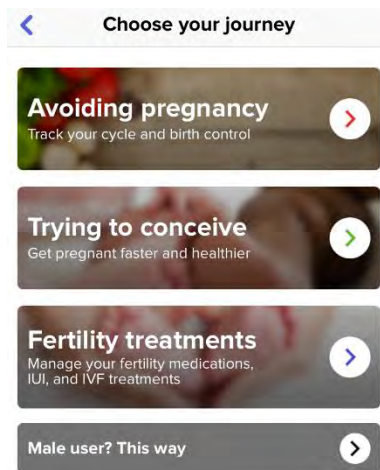 Choose your journey
Avoiding pregnancy
Track your cycle and birth control
Trying to conceive
Get pregnant faster and healthier
Fertility treatments
Manage your fertility medications,
IUI, and IVF treatments
Male user? This way